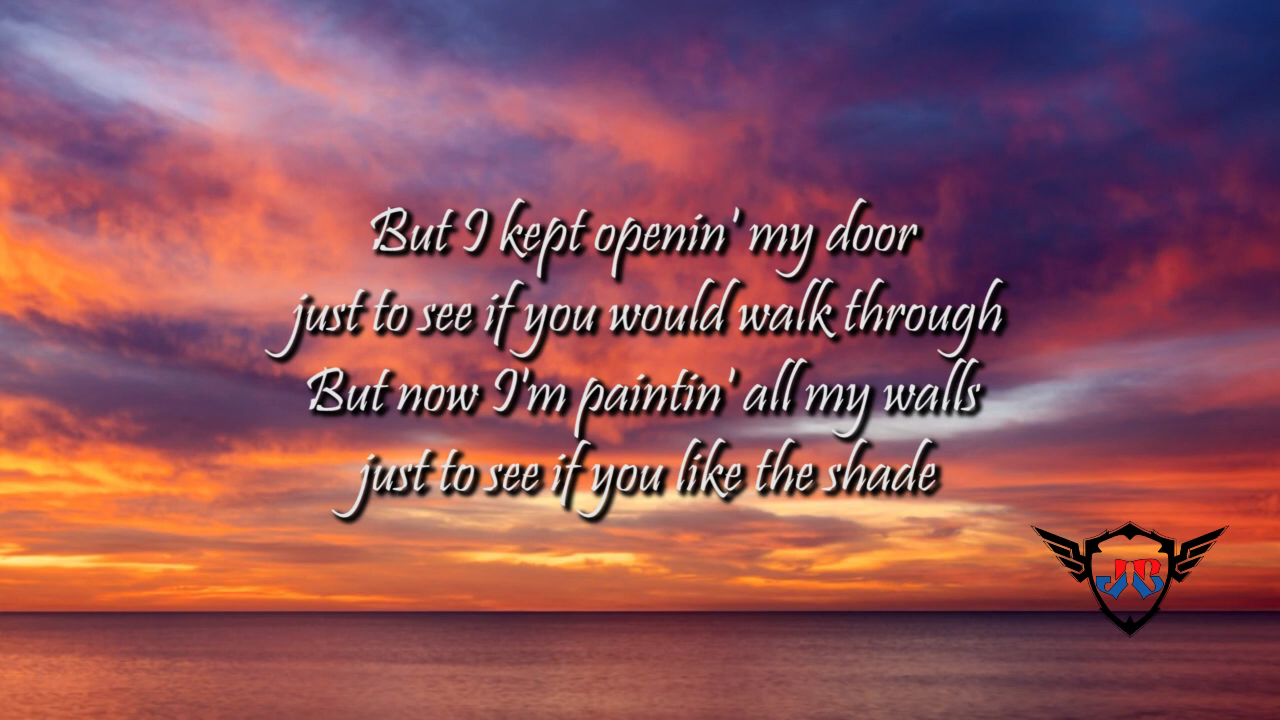 But I kept openin' my door
just to see if you would walk through
But now I'm paintin' all my walls
just to see if you like the shade
JB